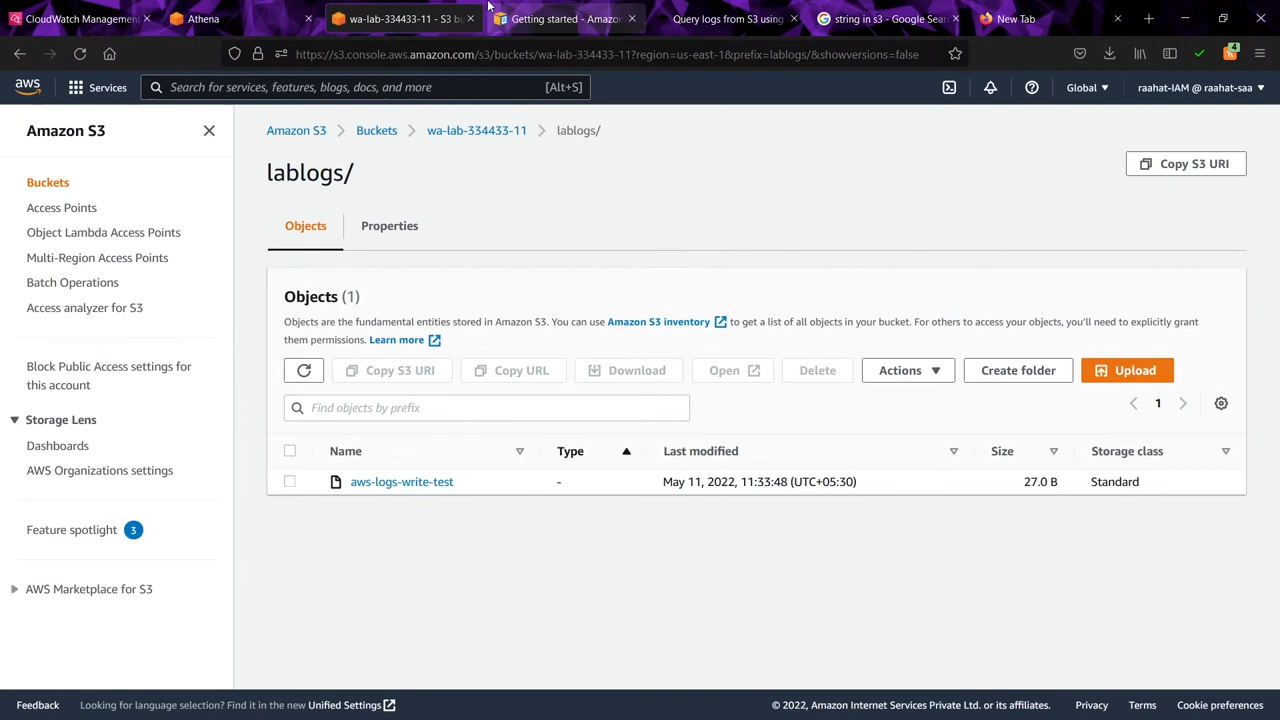 CloudWatch Management
Athena
wa-lab-334433-11 - S3 bu
Getting started - Amazon
Query logs from S3 using
string in s3 - Google Search
New Tab
https://s3.console.aws.amazon.com/s3/buckets/wa-lab-334433-11?region=us-east-1&prefix=lablogs/&showversions=false
4
aws
Services
Search for services, features, blogs, docs, and more
[Alt+S]
Global
raahat-IAM @ raahat-saa
Amazon S3
Buckets
Access Points
Object Lambda Access Points
Multi-Region Access Points
Batch Operations
Access analyzer for S3
Block Public Access settings for
this account
Storage Lens
Dashboards
AWS Organizations settings
Feature spotlight 3
AWS Marketplace for S3
Amazon S3 > Buckets > wa-lab-334433-11 > lablogs/
lablogs/
Copy S3 URI
Objects
Properties
Objects (1)
Objects are the fundamental entities stored in Amazon S3. You can use Amazon S3 inventory to get a list of all objects in your bucket. For others to access your objects, you'll need to explicitly grant
them permissions. Learn more
Copy S3 URI
Copy URL
Download
Open
Delete
Actions
Create folder
Upload
Find objects by prefix
1
Name Type Last modified Size Storage class
aws-logs-write-test - May 11, 2022, 11:33:48 (UTC+05:30) 27.0 B Standard
Feedback
Looking for language selection? Find it in the new Unified Settings
© 2022, Amazon Internet Services Private Ltd. or its affiliates.
Privacy
Terms
Cookie preferences